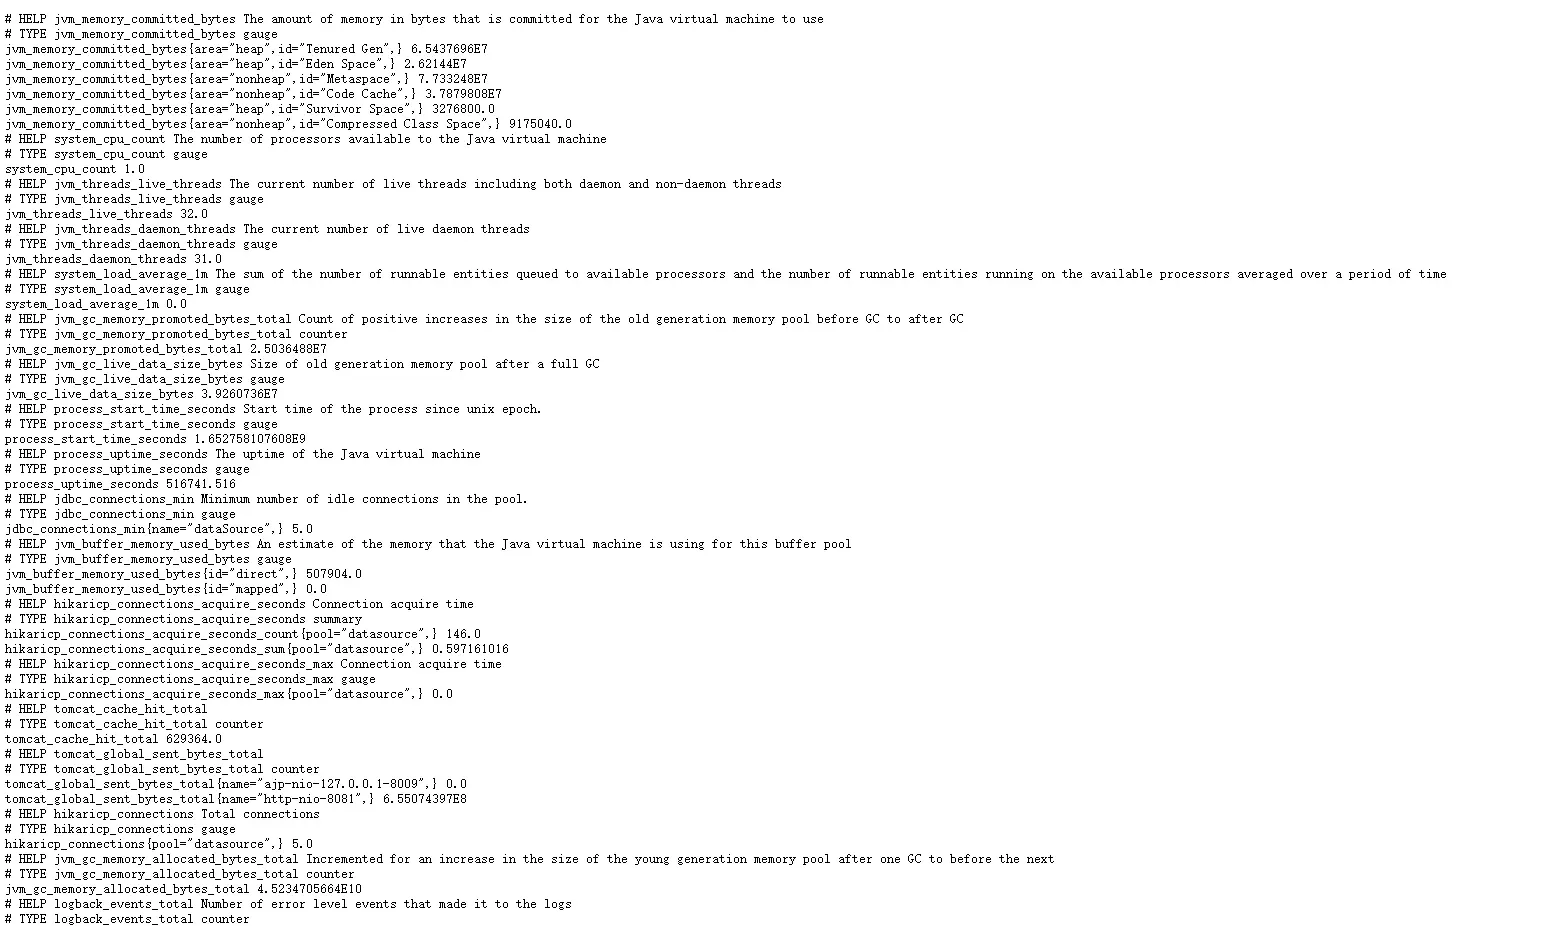 # HELP jvm_memory_committed_bytes The amount of memory in bytes that is committed for the Java virtual machine to use
# TYPE jvm_memory_committed_bytes gauge
jvm_memory_committed_bytes{area="heap",id="Tenured Gen",} 6.5437696E7
jvm_memory_committed_bytes{area="heap",id="Eden Space",} 2.62144E7
jvm_memory_committed_bytes{area="nonheap",id="Metaspace",} 7.733248E7
jvm_memory_committed_bytes{area="nonheap",id="Code Cache",} 3.7879808E7
jvm_memory_committed_bytes{area="heap",id="Survivor Space",} 3276800.0
jvm_memory_committed_bytes{area="nonheap",id="Compressed Class Space",} 9175040.0
# HELP system_cpu_count The number of processors available to the Java virtual machine
# TYPE system_cpu_count gauge
system_cpu_count 1.0
# HELP jvm_threads_live_threads The current number of live threads including both daemon and non-daemon threads
# TYPE jvm_threads_live_threads gauge
jvm_threads_live_threads 32.0
# HELP jvm_threads_daemon_threads The current number of live daemon threads
# TYPE jvm_threads_daemon_threads gauge
jvm_threads_daemon_threads 31.0
# HELP system_load_average_1m The sum of the number of runnable entities queued to available processors and the number of runnable entities running on the available processors averaged over a period of time
# TYPE system_load_average_1m gauge
system_load_average_1m 0.0
# HELP jvm_gc_memory_promoted_bytes_total Count of positive increases in the size of the old generation memory pool before GC to after GC
# TYPE jvm_gc_memory_promoted_bytes_total counter
jvm_gc_memory_promoted_bytes_total 2.5036488E7
# HELP jvm_gc_live_data_size_bytes Size of old generation memory pool after a full GC
# TYPE jvm_gc_live_data_size_bytes gauge
jvm_gc_live_data_size_bytes 3.9260736E7
# HELP process_start_time_seconds Start time of the process since unix epoch.
# TYPE process_start_time_seconds gauge
process_start_time_seconds 1.652758107608E9
# HELP process_uptime_seconds The uptime of the Java virtual machine
# TYPE process_uptime_seconds gauge
process_uptime_seconds 516741.516
# HELP jdbc_connections_min Minimum number of idle connections in the pool.
# TYPE jdbc_connections_min gauge
jdbc_connections_min{name="dataSource",} 5.0
# HELP jvm_buffer_memory_used_bytes An estimate of the memory that the Java virtual machine is using for this buffer pool
# TYPE jvm_buffer_memory_used_bytes gauge
jvm_buffer_memory_used_bytes{id="direct",} 507904.0
jvm_buffer_memory_used_bytes{id="mapped",} 0.0
# HELP hikaricp_connections_acquire_seconds Connection acquire time
# TYPE hikaricp_connections_acquire_seconds summary
hikaricp_connections_acquire_seconds_count{pool="datasource",} 146.0
hikaricp_connections_acquire_seconds_sum{pool="datasource",} 0.597161016
# HELP hikaricp_connections_acquire_seconds_max Connection acquire time
# TYPE hikaricp_connections_acquire_seconds_max gauge
hikaricp_connections_acquire_seconds_max{pool="datasource",} 0.0
# HELP tomcat_cache_hit_total
# TYPE tomcat_cache_hit_total counter
tomcat_cache_hit_total 629364.0
# HELP tomcat_global_sent_bytes_total
# TYPE tomcat_global_sent_bytes_total counter
tomcat_global_sent_bytes_total{name="ajp-nio-127.0.0.1-8009",} 0.0
tomcat_global_sent_bytes_total{name="http-nio-8081",} 6.55074397E8
# HELP hikaricp_connections Total connections
# TYPE hikaricp_connections gauge
hikaricp_connections{pool="datasource",} 5.0
# HELP jvm_gc_memory_allocated_bytes_total Incremented for an increase in the size of the young generation memory pool after one GC to before the next
# TYPE jvm_gc_memory_allocated_bytes_total counter
jvm_gc_memory_allocated_bytes_total 4.5234705664E10
# HELP logback_events_total Number of error level events that made it to the logs
# TYPE logback_events_total counter